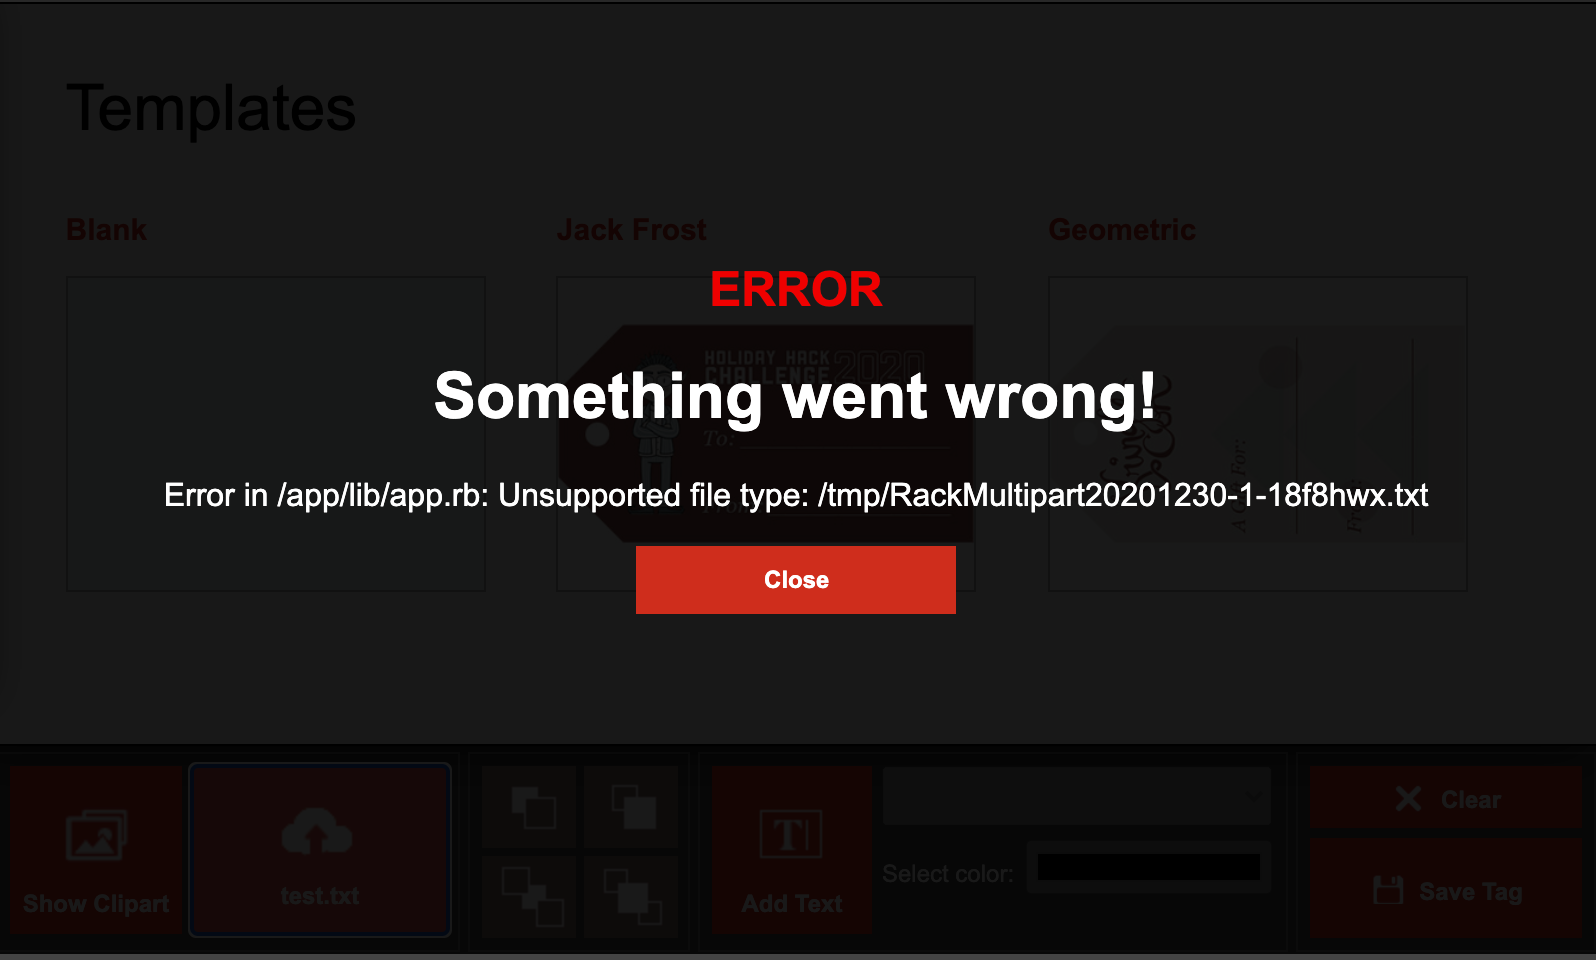 Templates
Blank
Jack Frost
Geometric
ERROR
HOLIDAY HACK
CHALLENGE 2020
Something went wrong!
To:
A Gift For:
Error in /app/lib/app.rb: Unsupported file type: /tmp/RackMultipart20201230-1-18f8hwx.txt
Close
Show Clipart
test.txt
T
Add Text
Select color:
Clear
Save Tag